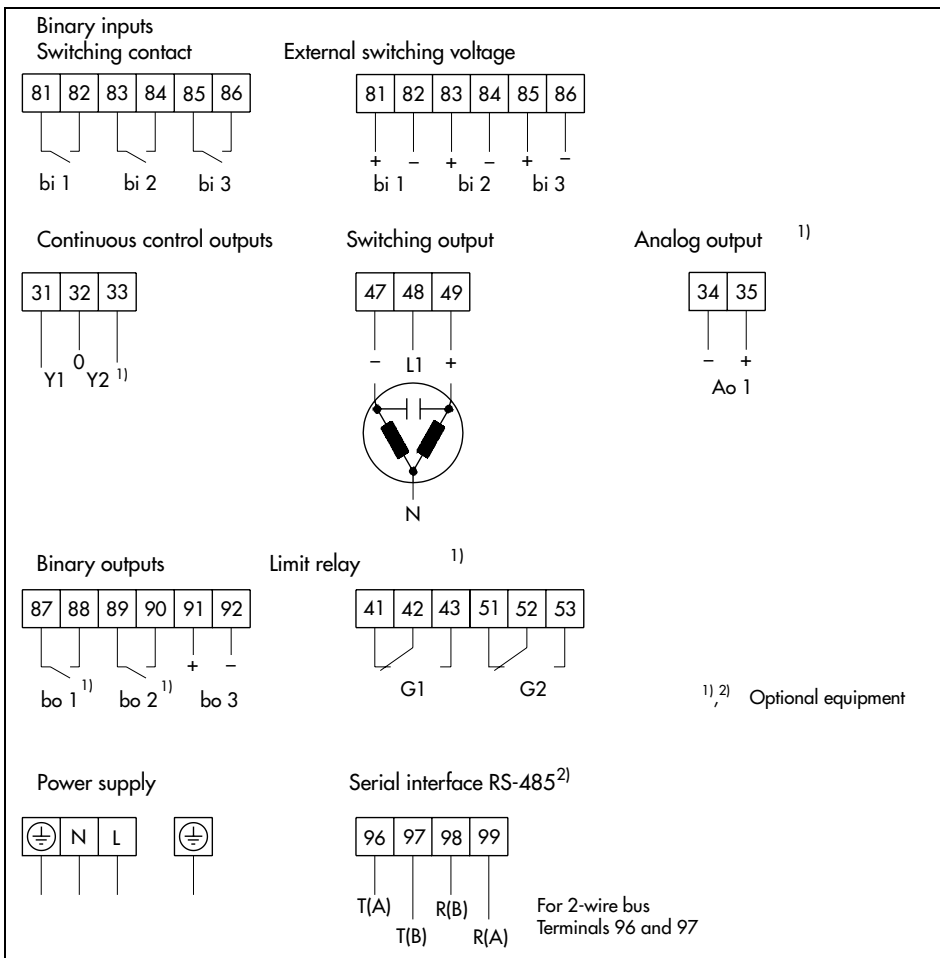 Binary inputs
Switching contact External switching voltage
81 82 83 84 85 86 81 82 83 84 85 86
+ – + – + –
bi 1 bi 2 bi 3 bi 1 bi 2 bi 3
Continuous control outputs Switching output Analog output 1)
31 32 33 47 48 49 34 35
Y1 0 Y2 1) – L1 + – +
Ao 1
N
Binary outputs Limit relay 1)
87 88 89 90 91 92 41 42 43 51 52 53
+ –
bo 1 1) bo 2 1) bo 3 G1 G2 1),2) Optional equipment
Power supply Serial interface RS-485 2)
N L 96 97 98 99
T(A) R(B) For 2-wire bus
T(B) R(A) Terminals 96 and 97